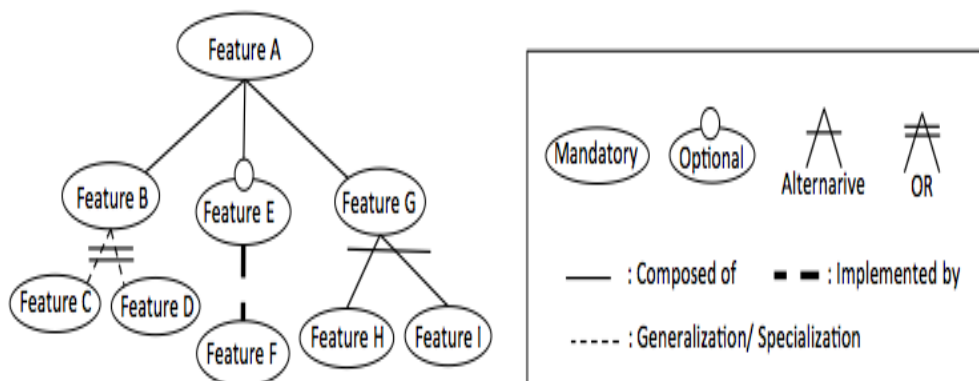 Feature A
Feature B
Feature E
Feature G
Feature C
Feature D
Feature F
Feature H
Feature I
Mandatory
Optional
Alternarive
OR
: Composed of
: Implemented by
: Generalization/ Specialization